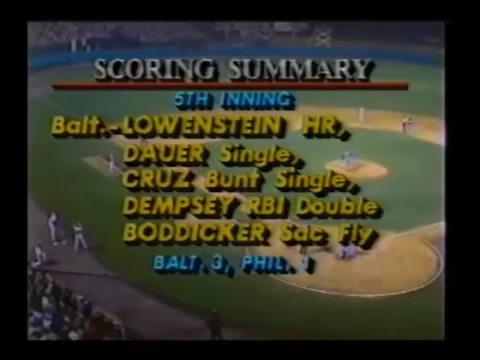 SCORING SUMMARY
5TH INNING
Balt.-LOWENSTEIN HR,
DAUER Single,
CRUZ Bunt Single,
DEMPSEY RBI Double
BODDICKER Sac Fly
BALT. 3, PHIL. 1